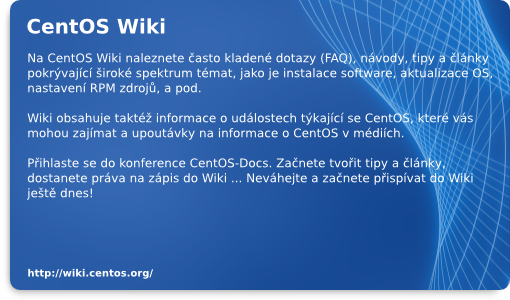 CentOS Wiki
Na CentOS Wiki naleznete často kladené dotazy (FAQ), návody, tipy a články
pokrývající široké spektrum témat, jako je instalace software, aktualizace OS,
nastavení RPM zdrojů, a pod.
Wiki obsahuje taktéž informace o událostech týkající se CentOS, které vás
mohou zajímat a upoutávky na informace o CentOS v médiích.
Přihlaste se do konference CentOS-Docs. Začnete tvořit tipy a články,
dostanete práva na zápis do Wiki ... Neváhejte a začnete přispívat do Wiki
ještě dnes!
http://wiki.centos.org/